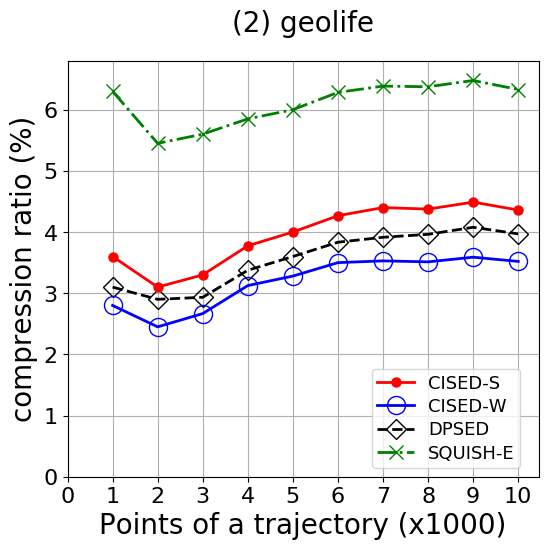 (2) geolife
compression ratio (%)
6
5
4
3
2
1
0
0 1 2 3 4 5 6 7 8 9 10
Points of a trajectory (x1000)
CISED-S
CISED-W
DPSED
SQUISH-E